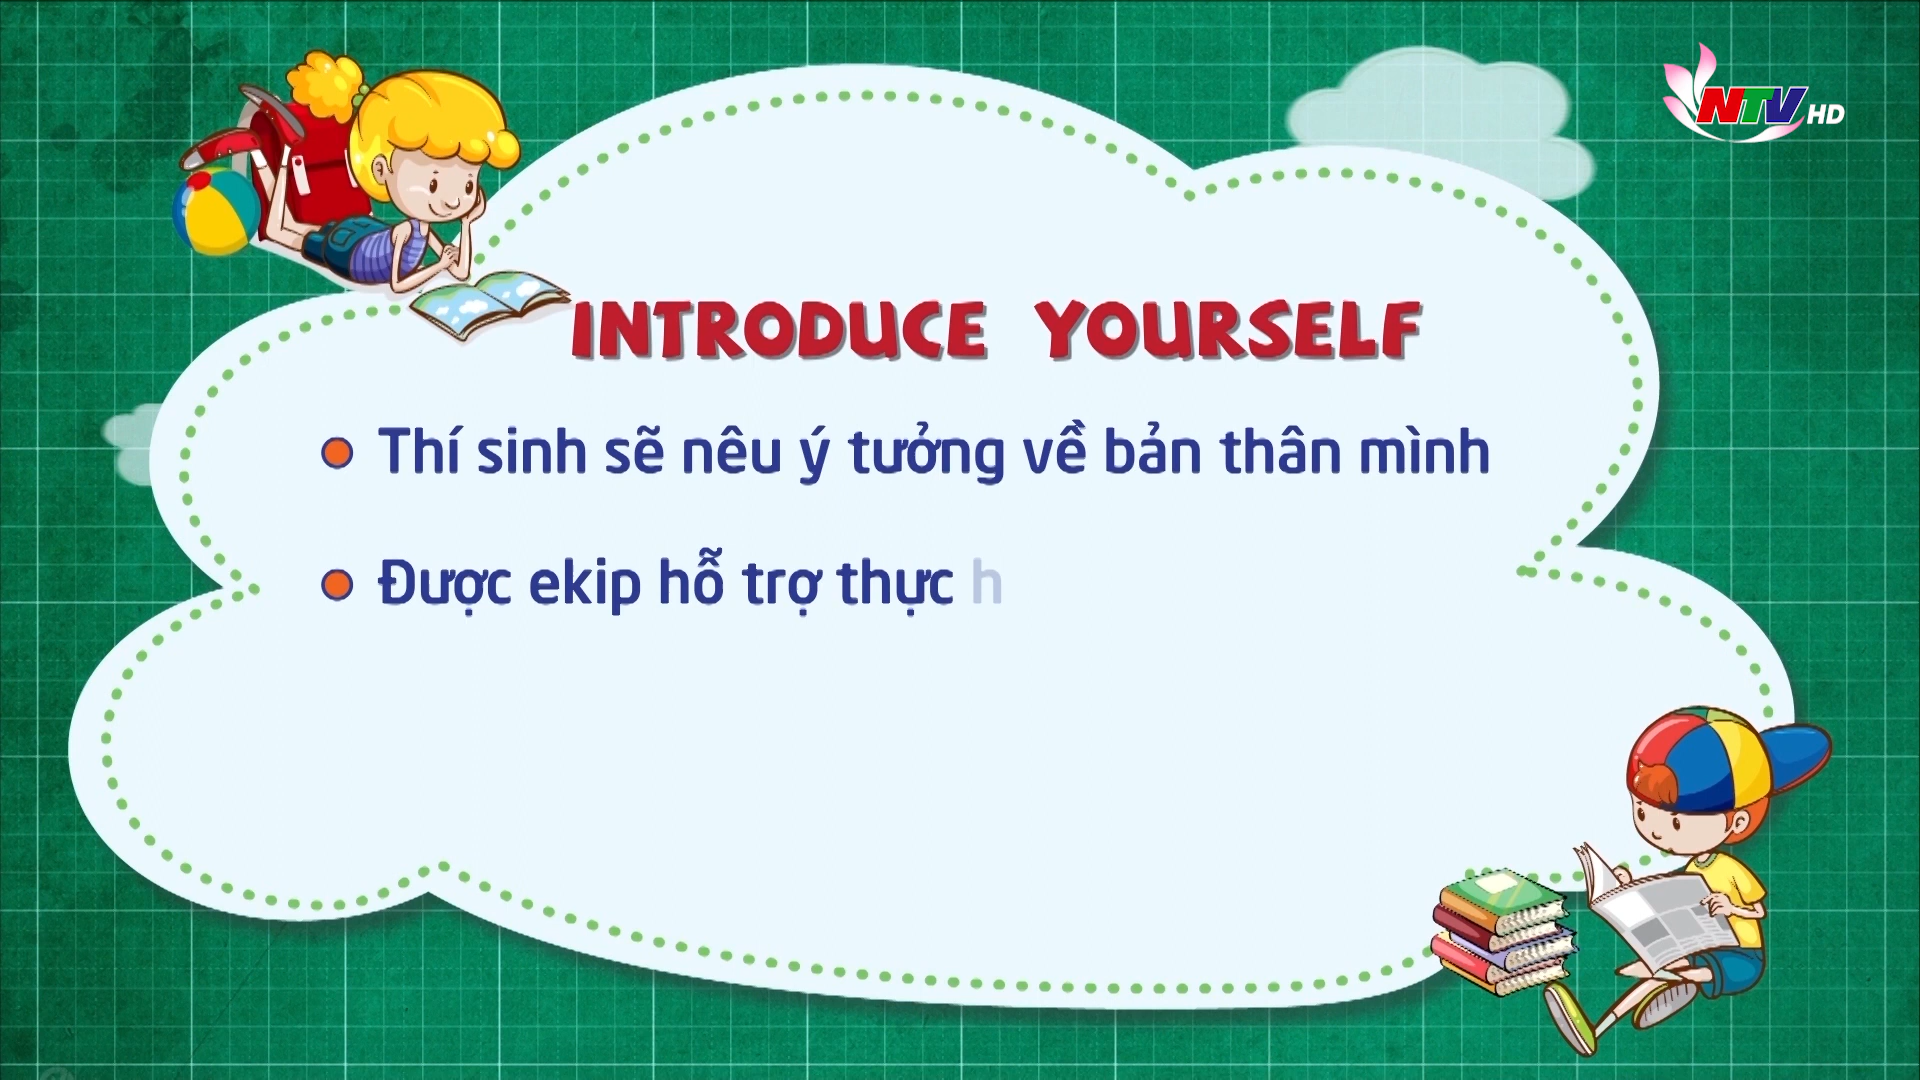 NTV HD
INTRODUCE YOURSELF
Thí sinh sẽ nêu ý tưởng về bản thân mình
Được ekip hỗ trợ thực h